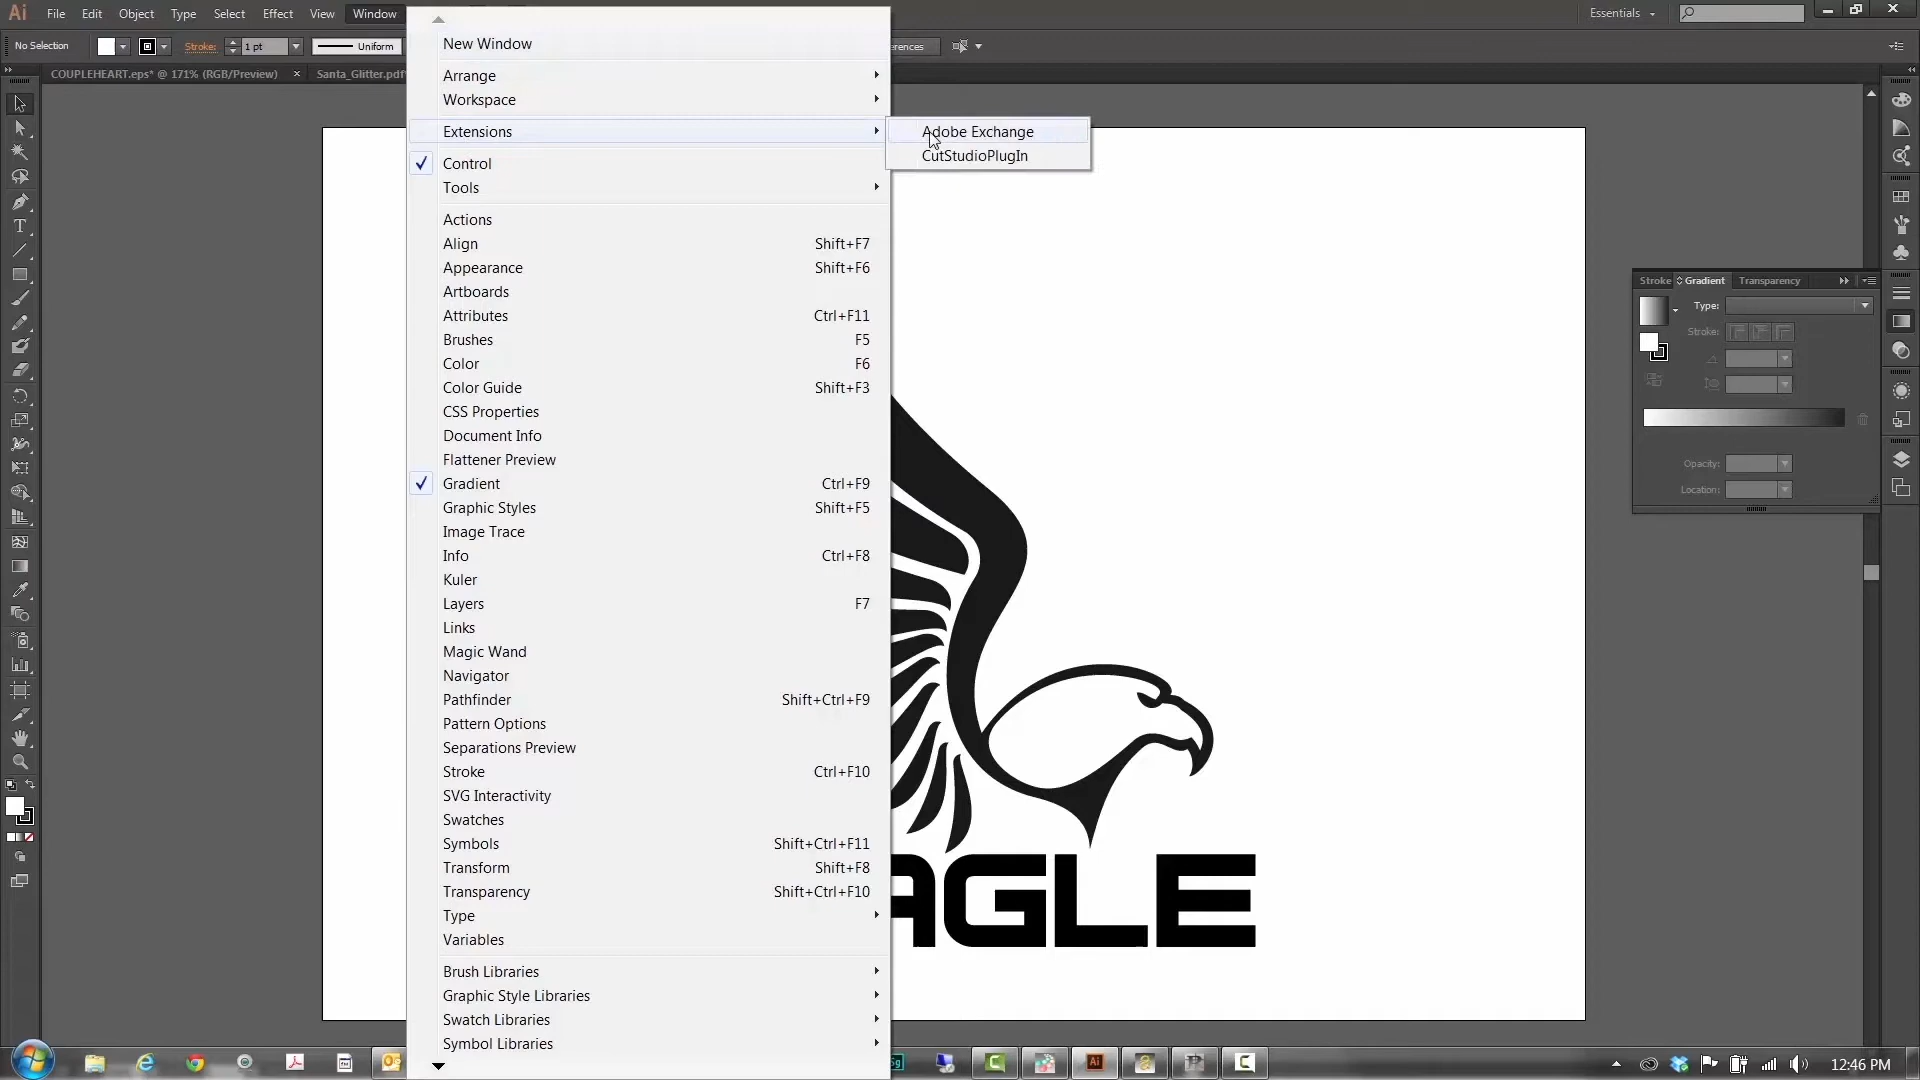 Ai File Edit Object Type Select Effect View Window Essentials
No Selection Stroke: 1 pt Uniform erences
COUPLEHEART.eps* @ 171% (RGB/Preview) × Santa_Glitter.pdf*
New Window
Arrange
Workspace
Extensions
Adobe Exchange
CutStudioPlugIn
Control
Tools
Actions
Align Shift+F7
Appearance Shift+F6
Artboards
Attributes Ctrl+F11
Brushes F5
Color F6
Color Guide Shift+F3
CSS Properties
Document Info
Flattener Preview
Gradient Ctrl+F9
Graphic Styles Shift+F5
Image Trace
Info Ctrl+F8
Kuler
Layers F7
Links
Magic Wand
Navigator
Pathfinder Shift+Ctrl+F9
Pattern Options
Separations Preview
Stroke Ctrl+F10
SVG Interactivity
Swatches
Symbols Shift+Ctrl+F11
Transform Shift+F8
Transparency Shift+Ctrl+F10
Type
Variables
Brush Libraries
Graphic Style Libraries
Swatch Libraries
Symbol Libraries
Stroke Gradient Transparency
Type:
Stroke:
Opacity:
Location:
AGLE
12:46 PM